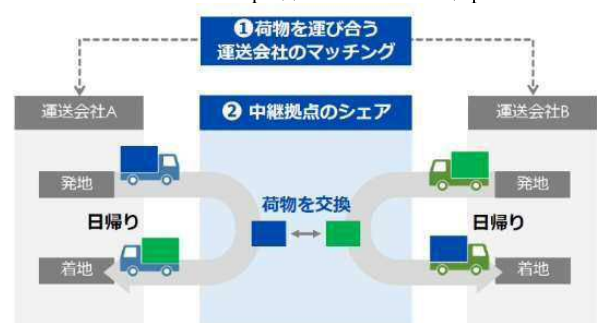 ❶荷物を運び合う
運送会社のマッチング
運送会社A
❷ 中継拠点のシェア
運送会社B
発地
発地
日帰り
荷物を交換
日帰り
着地
着地